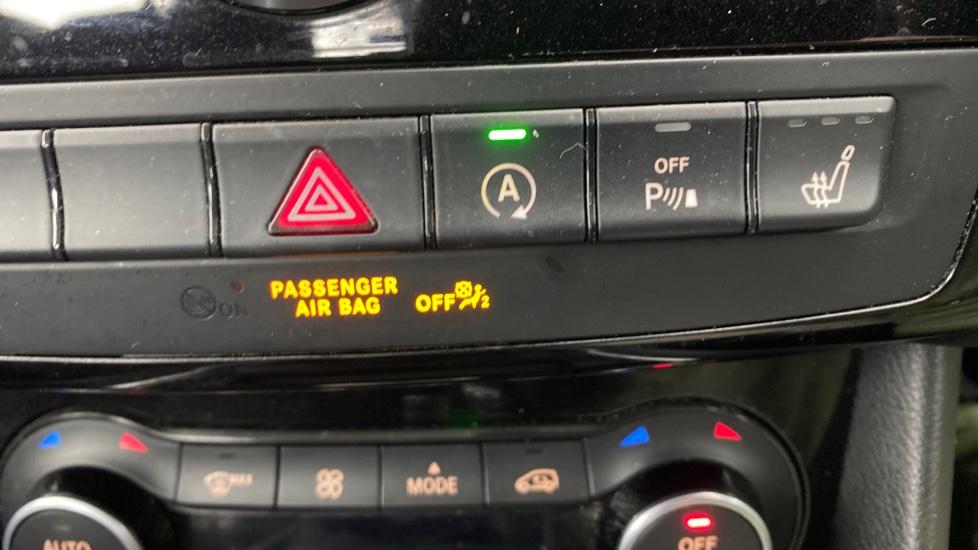 A
OFF
P
PASSENGER
AIR BAG
OFF 2
ON
MAX
MODE
AUTO
OFF